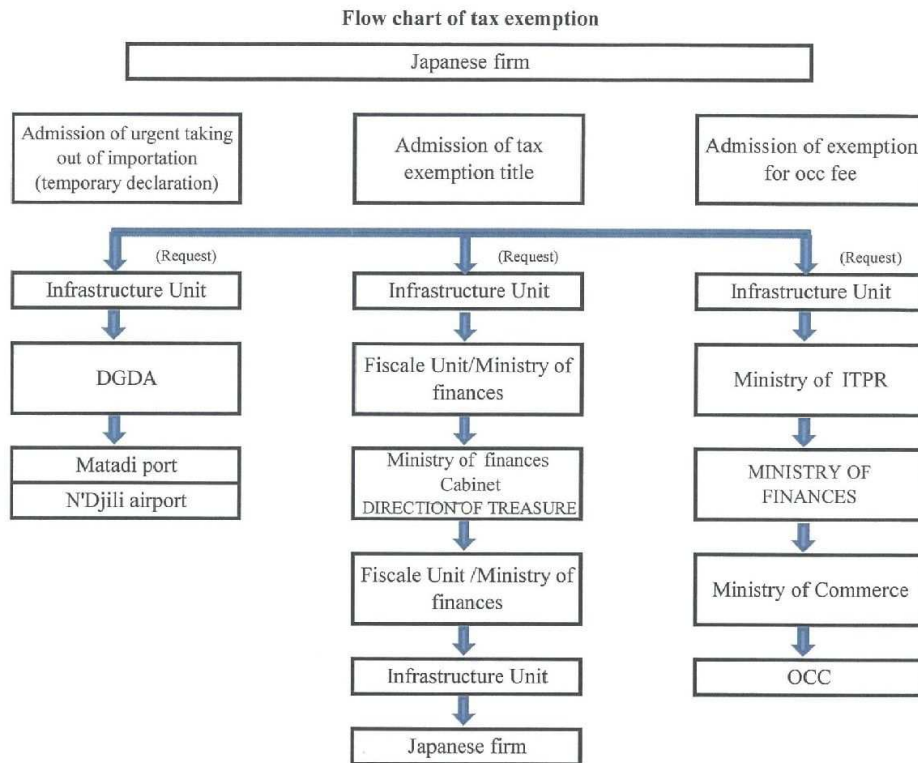 Flow chart of tax exemption
Japanese firm
Admission of urgent taking
out of importation
(temporary declaration)
Admission of tax
exemption title
Admission of exemption
for occ fee
(Request)
(Request)
(Request)
Infrastructure Unit
DGDA
Matadi port
N'Djili airport
Infrastructure Unit
Fiscale Unit/Ministry of
finances
Ministry of finances
Cabinet
DIRECTION OF TREASURE
Fiscale Unit /Ministry of
finances
Infrastructure Unit
Japanese firm
Infrastructure Unit
Ministry of ITPR
MINISTRY OF
FINANCES
Ministry of Commerce
OCC